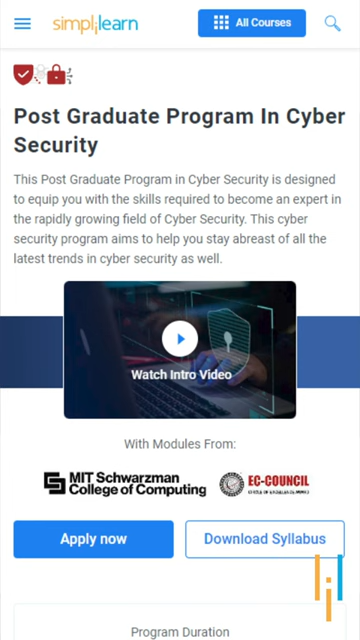 simplilearn
All Courses
Post Graduate Program In Cyber
Security
This Post Graduate Program in Cyber Security is designed
to equip you with the skills required to become an expert in
the rapidly growing field of Cyber Security. This cyber
security program aims to help you stay abreast of all the
latest trends in cyber security as well.
Watch Intro Video
With Modules From:
MIT Schwarzman
College of Computing
EC-COUNCIL
Apply now
Download Syllabus
Program Duration